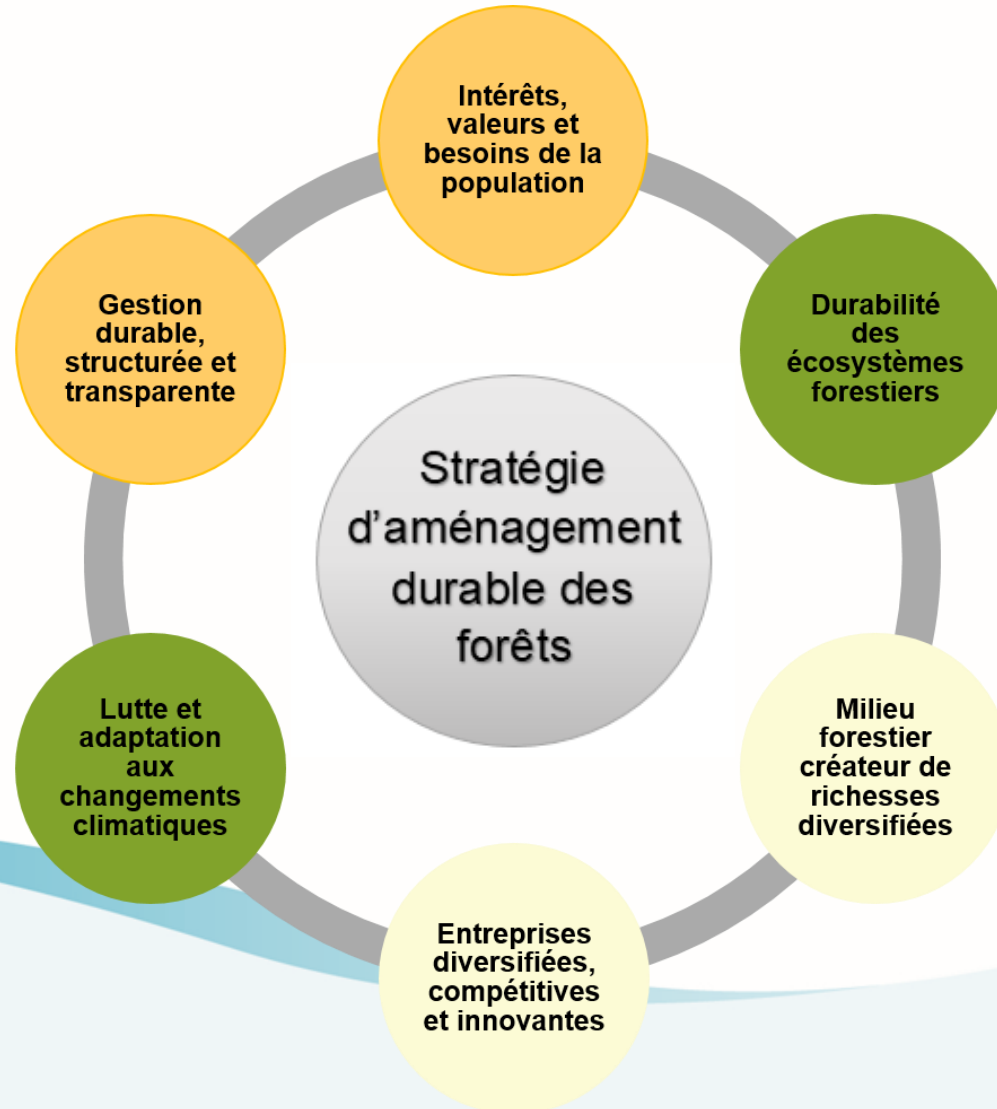 Intérêts,
valeurs et
besoins de la
population
Durabilité
des
écosystèmes
forestiers
Milieu
forestier
créateur de
richesses
diversifiées
Entreprises
diversifiées,
compétitives
et innovantes
Lutte et
adaptation
aux
changements
climatiques
Gestion
durable,
structurée et
transparente
Stratégie
d’aménagement
durable des
forêts